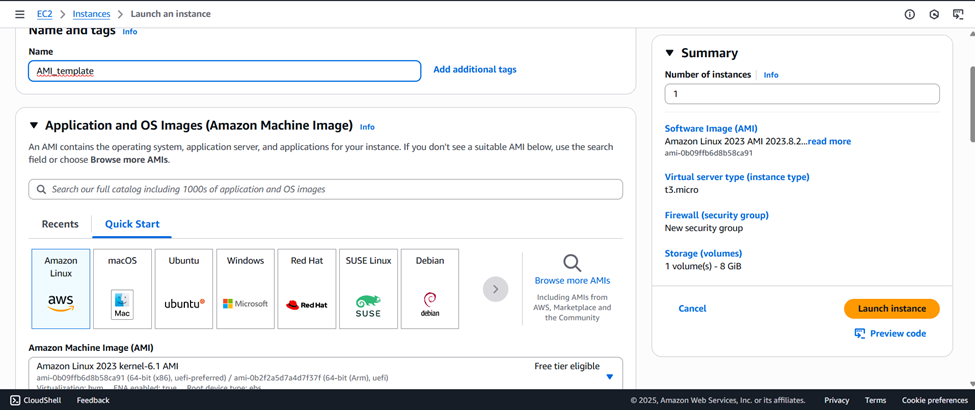 EC2 > Instances > Launch an instance
Name and tags Info
Name
AMI_template
Add additional tags
Application and OS Images (Amazon Machine Image) Info
An AMI contains the operating system, application server, and applications for your instance. If you don't see a suitable AMI below, use the search
field or choose Browse more AMIs.
Search our full catalog including 1000s of application and OS images
Recents
Quick Start
Amazon
Linux
aws
macOS
Mac
Ubuntu
ubuntu
Windows
Microsoft
Red Hat
Red Hat
SUSE Linux
SUSE
Debian
debian
Browse more AMIs
Including AMIs from
AWS, Marketplace and
the Community
Amazon Machine Image (AMI)
Amazon Linux 2023 kernel-6.1 AMI
Free tier eligible
ami-0b09ffb6d8b58ca91 (64-bit (x86), uefi-preferred) / ami-0b2f2a5d7a4d7f37f (64-bit (Arm), uefi)
Virtualization: hvm ENA enabled: true Root device type: ebs
Summary
Number of instances Info
1
Software Image (AMI)
Amazon Linux 2023 AMI 2023.8.2...read more
ami-0b09ffb6d8b58ca91
Virtual server type (instance type)
t3.micro
Firewall (security group)
New security group
Storage (volumes)
1 volume(s) - 8 GiB
Cancel
Launch instance
Preview code
CloudShell
Feedback
© 2025, Amazon Web Services, Inc. or its affiliates.
Privacy
Terms
Cookie preferences